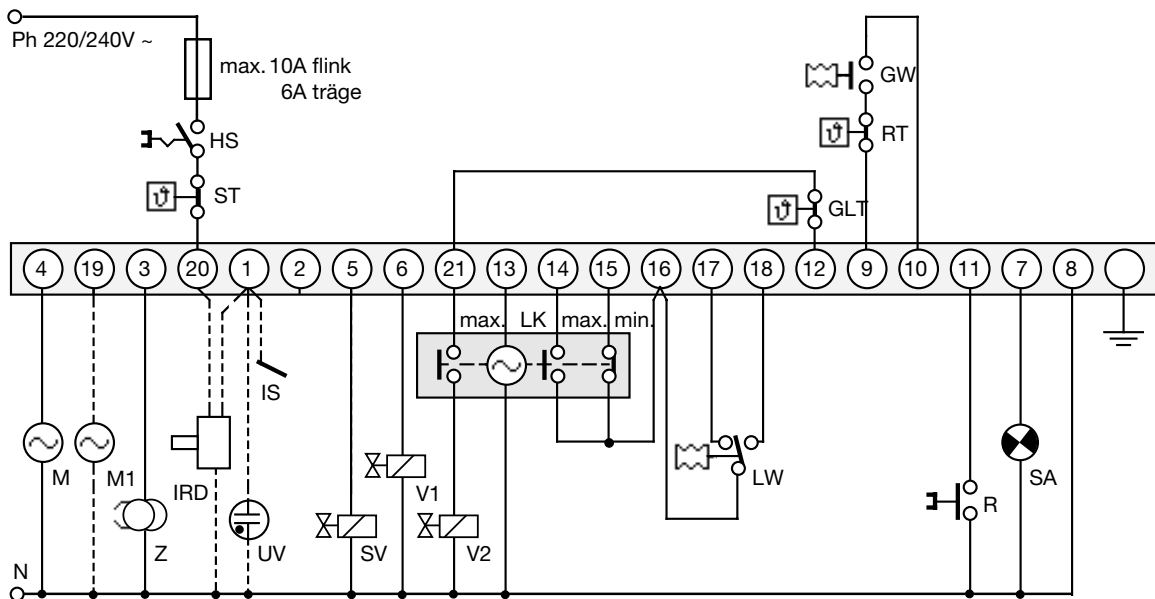 Ph 220/240V ~
max. 10A flink
6A träge
HS
ST
GW
RT
GLT
4 19 3 20 1 2 5 6 21 13 14 15 16 17 18 12 9 10 11 7 8
max. LK max. min.
IS
M
M1
IRD
Z
UV
SV
V1
V2
LW
R
SA
N
ϑ
ϑ
ϑ